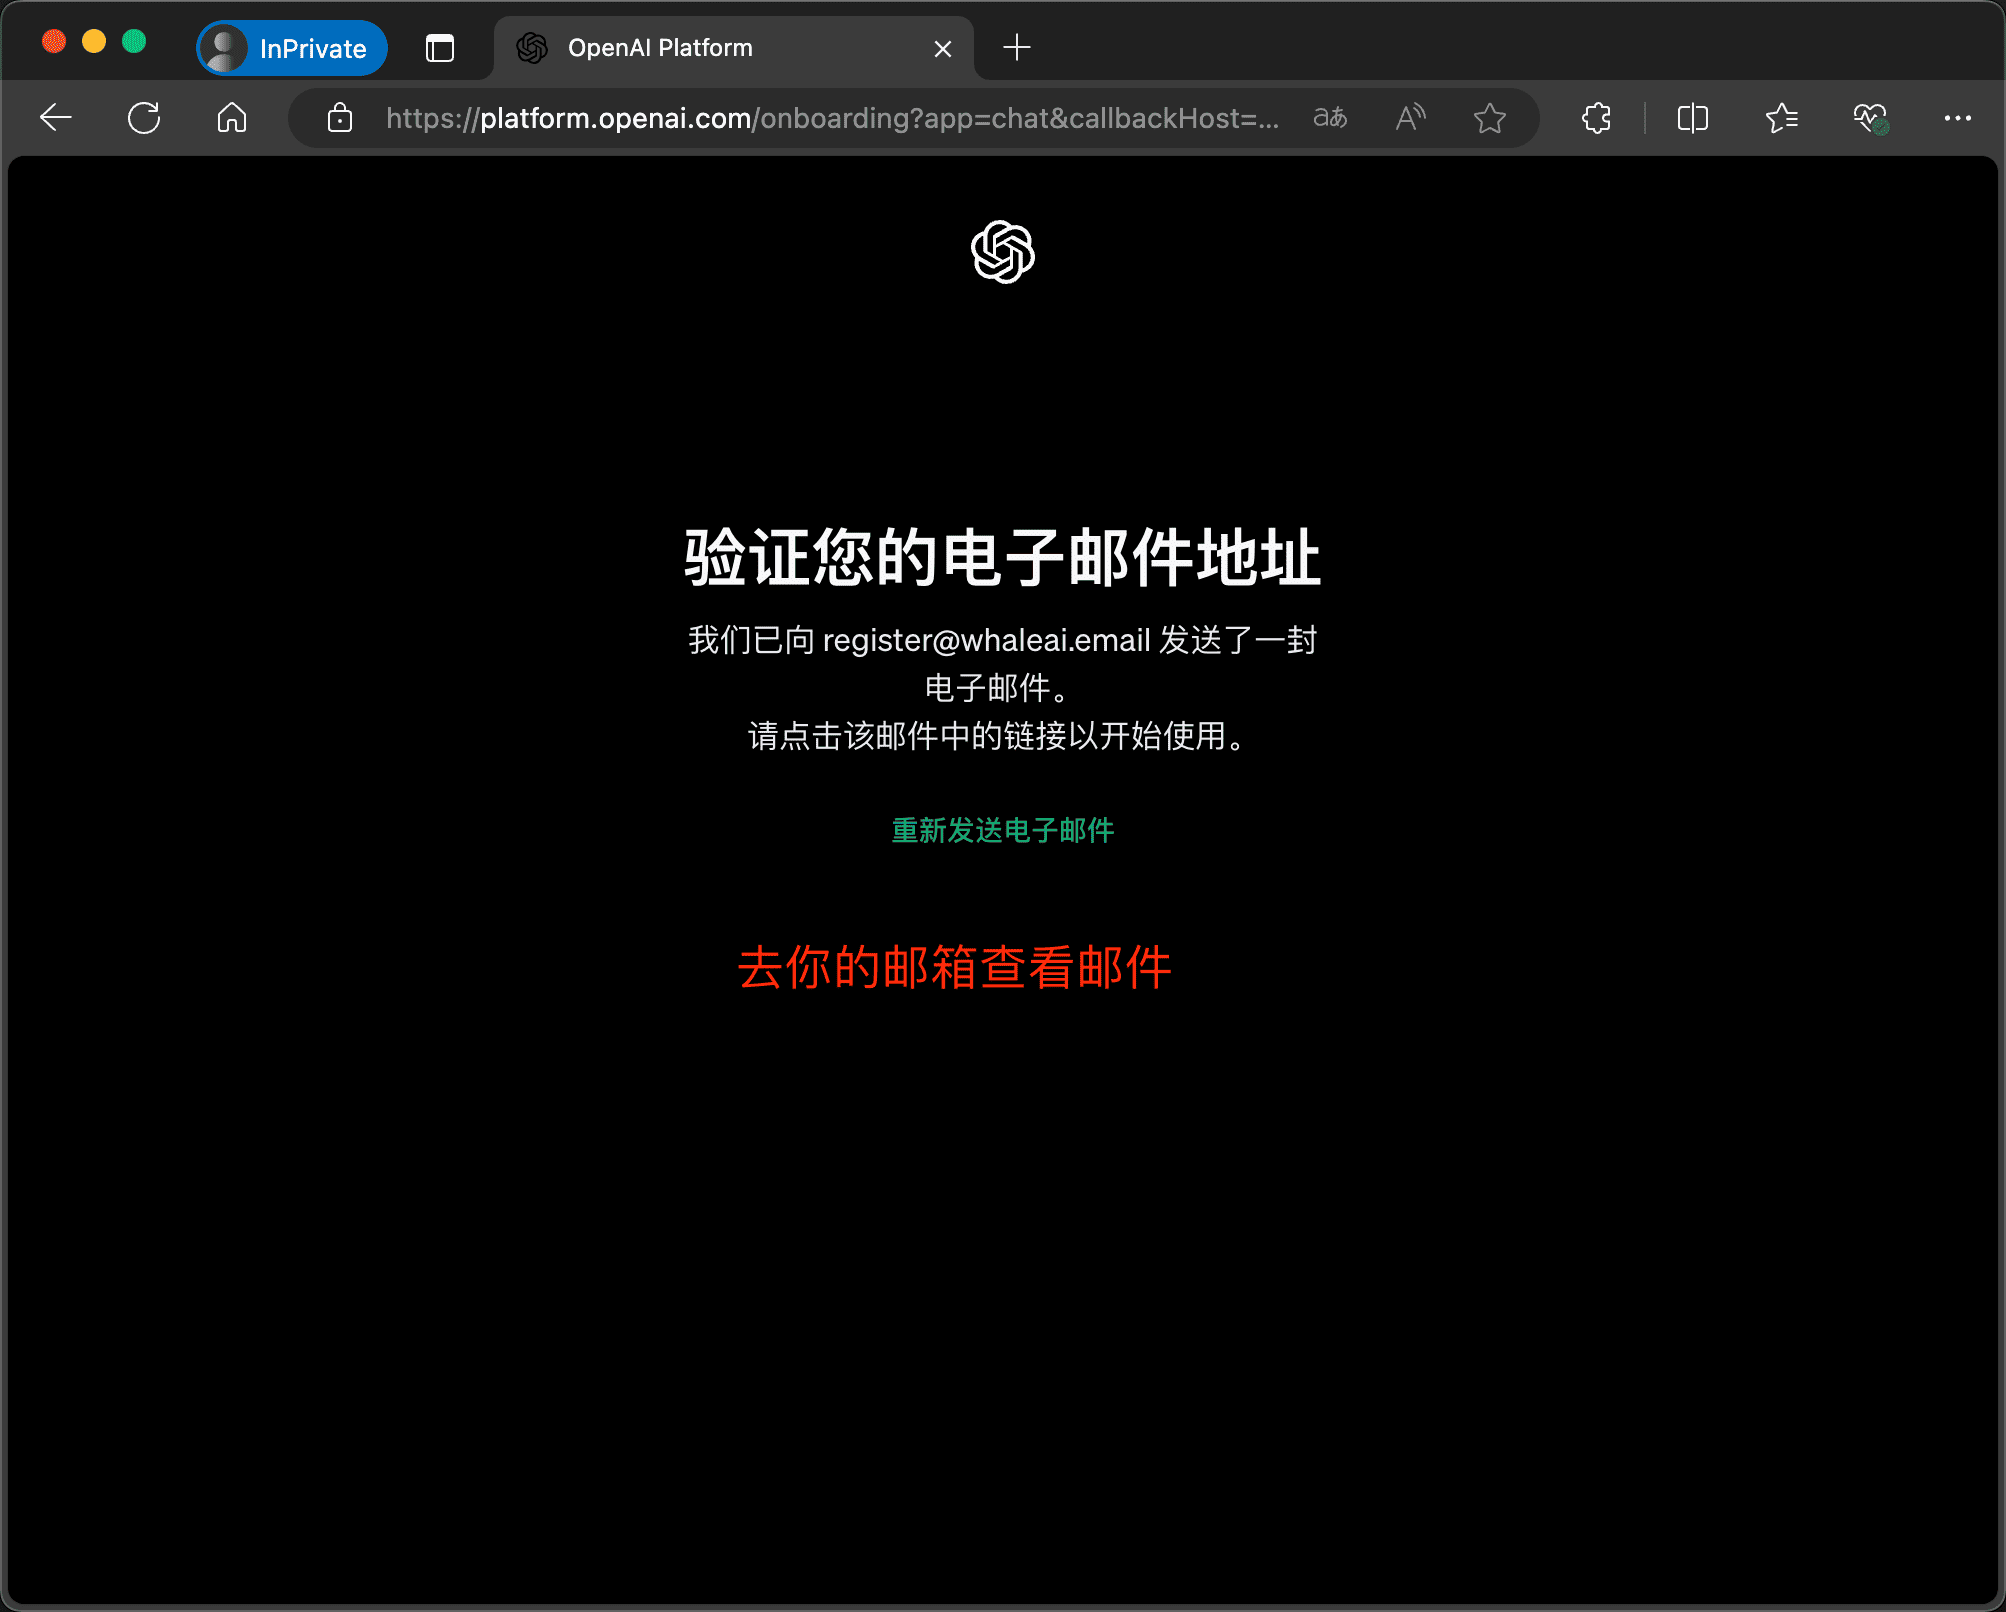 InPrivate
OpenAI Platform
https://platform.openai.com/onboarding?app=chat&callbackHost=...
aあ
A
验证您的电子邮件地址
我们已向 register@whaleai.email 发送了一封
电子邮件。
请点击该邮件中的链接以开始使用。
重新发送电子邮件
去你的邮箱查看邮件